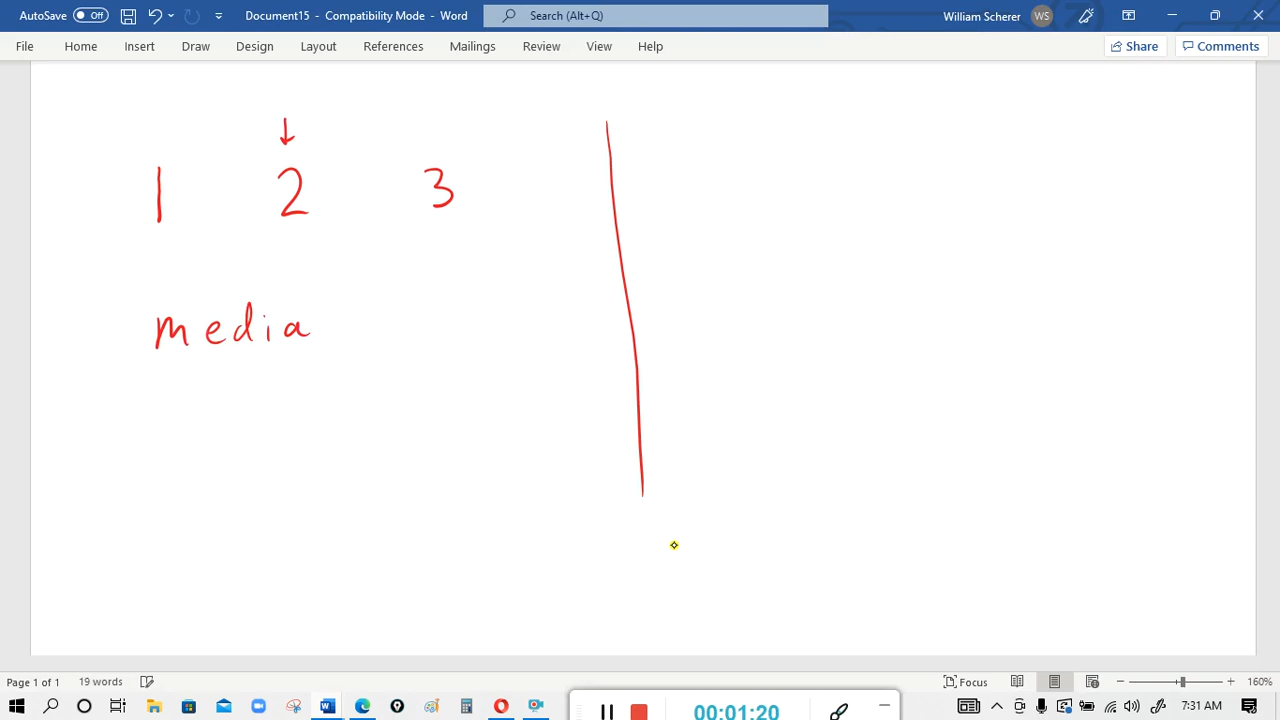 AutoSave Off Document15 - Compatibility Mode - Word Search (Alt+Q) William Scherer WS
File Home Insert Draw Design Layout References Mailings Review View Help Share Comments
↓
1 2 3
media
Page 1 of 1 19 words Focus 160%
00:01:20 7:31 AM